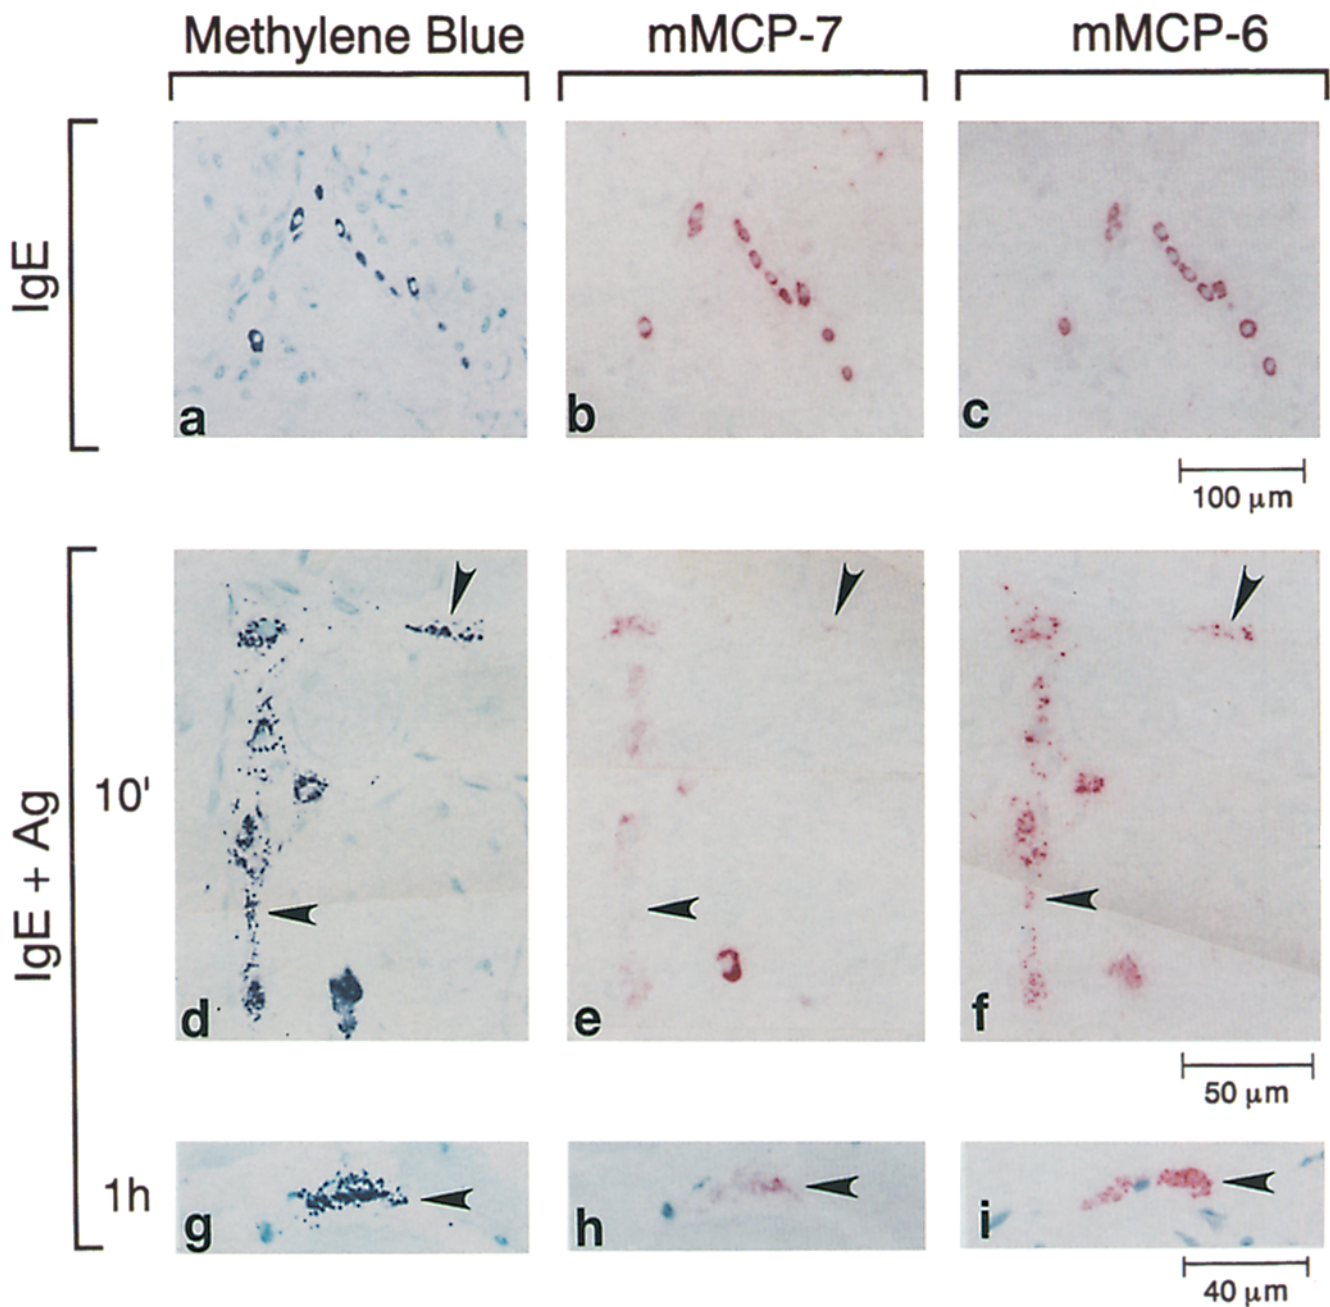 Methylene Blue mMCP-7 mMCP-6
IgE
a b c
100 μm
IgE + Ag
10'
d e f
50 μm
1h
g h i
40 μm